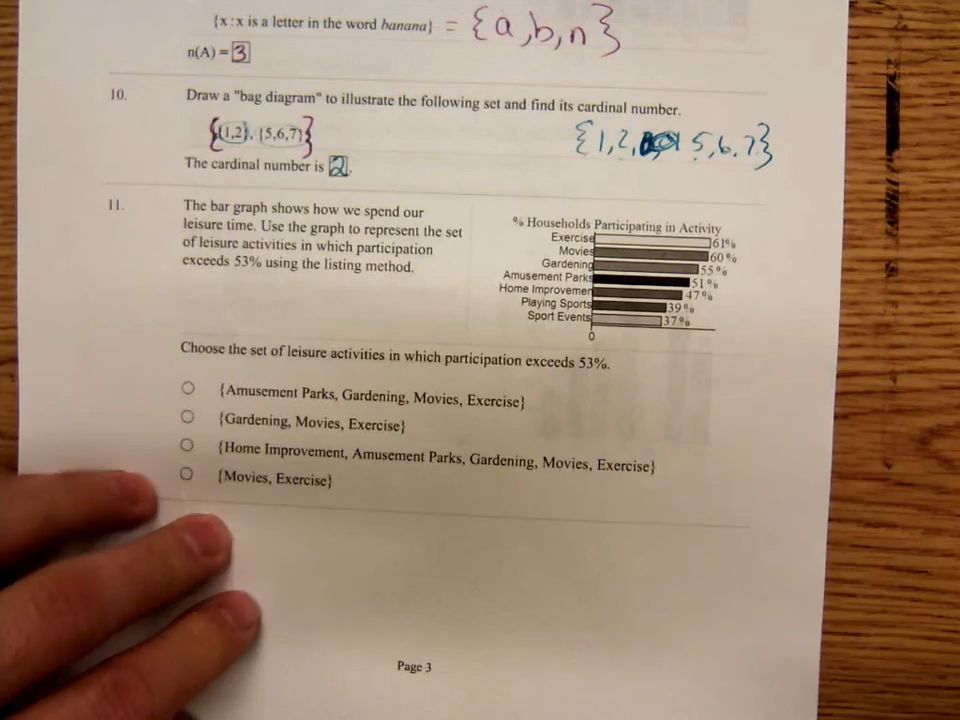 {x : x is a letter in the word banana} = {a,b,n}
n(A) = 3
10. Draw a "bag diagram" to illustrate the following set and find its cardinal number.
{{1,2}, {5,6,7}} {1,2, 5,6,7}
The cardinal number is 2.
11. The bar graph shows how we spend our
leisure time. Use the graph to represent the set
of leisure activities in which participation
exceeds 53% using the listing method.
% Households Participating in Activity
Exercise 61%
Movies 60%
Gardening 55%
Amusement Parks 51%
Home Improvemen 47%
Playing Sports 39%
Sport Events 37%
0
Choose the set of leisure activities in which participation exceeds 53%.
{Amusement Parks, Gardening, Movies, Exercise}
{Gardening, Movies, Exercise}
{Home Improvement, Amusement Parks, Gardening, Movies, Exercise}
{Movies, Exercise}
Page 3